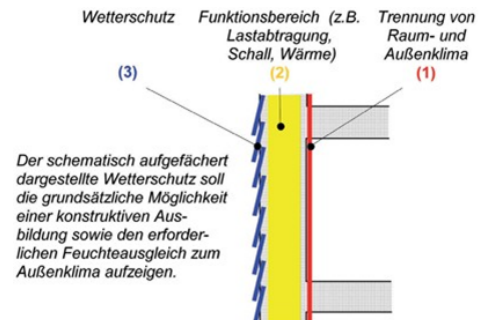 Wetterschutz
(3)
Funktionsbereich (z.B.
Lastabtragung,
Schall, Wärme)
(2)
Trennung von
Raum- und
Außenklima
(1)
Der schematisch aufgefächert
dargestellte Wetterschutz soll
die grundsätzliche Möglichkeit
einer konstruktiven Aus-
bildung sowie den erforder-
lichen Feuchteausgleich zum
Außenklima aufzeigen.